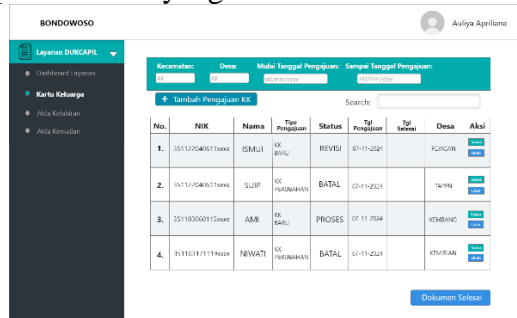 BONDOWOSO
Auliya Apriliana
Layanan DUKCAPIL
Dashboard Layanan
Kartu Keluarga
Akta Kelahiran
Akta Kematian
Kecamatan: Desa: Mulai Tanggal Pengajuan: Sampai Tanggal Pengajuan:
All All dd/mm/yyyy dd/mm/yyyy
+ Tambah Pengajuan KK Search:
No. NIK Nama Tipe Pengajuan Status Tgl Pengajuan Tgl Selesai Desa Aksi
1. ISMUI KK BARU REVISI 07-11-2024 PEJAGAN
2. SUIP KK PERUBAHAN BATAL 07-11-2024 TAPEN
3. AMI KK BARU PROSES 07-11-2024 KEMBANG
4. NIWATI KK PERUBAHAN BATAL 07-11-2024
Dokumen Selesai